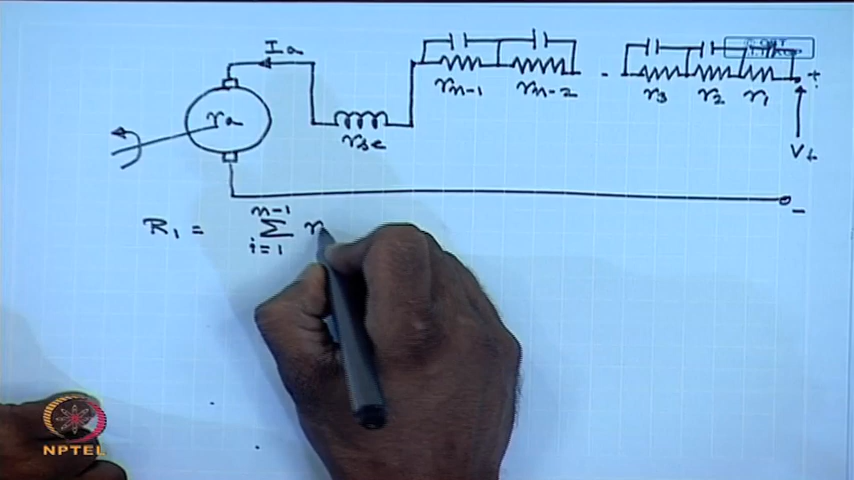 Ia
ra
rse
rn-1 rn-2 - r3 r2 r1 +
Vt
-
R1 = n-1 Σ i=1 r
NPTEL